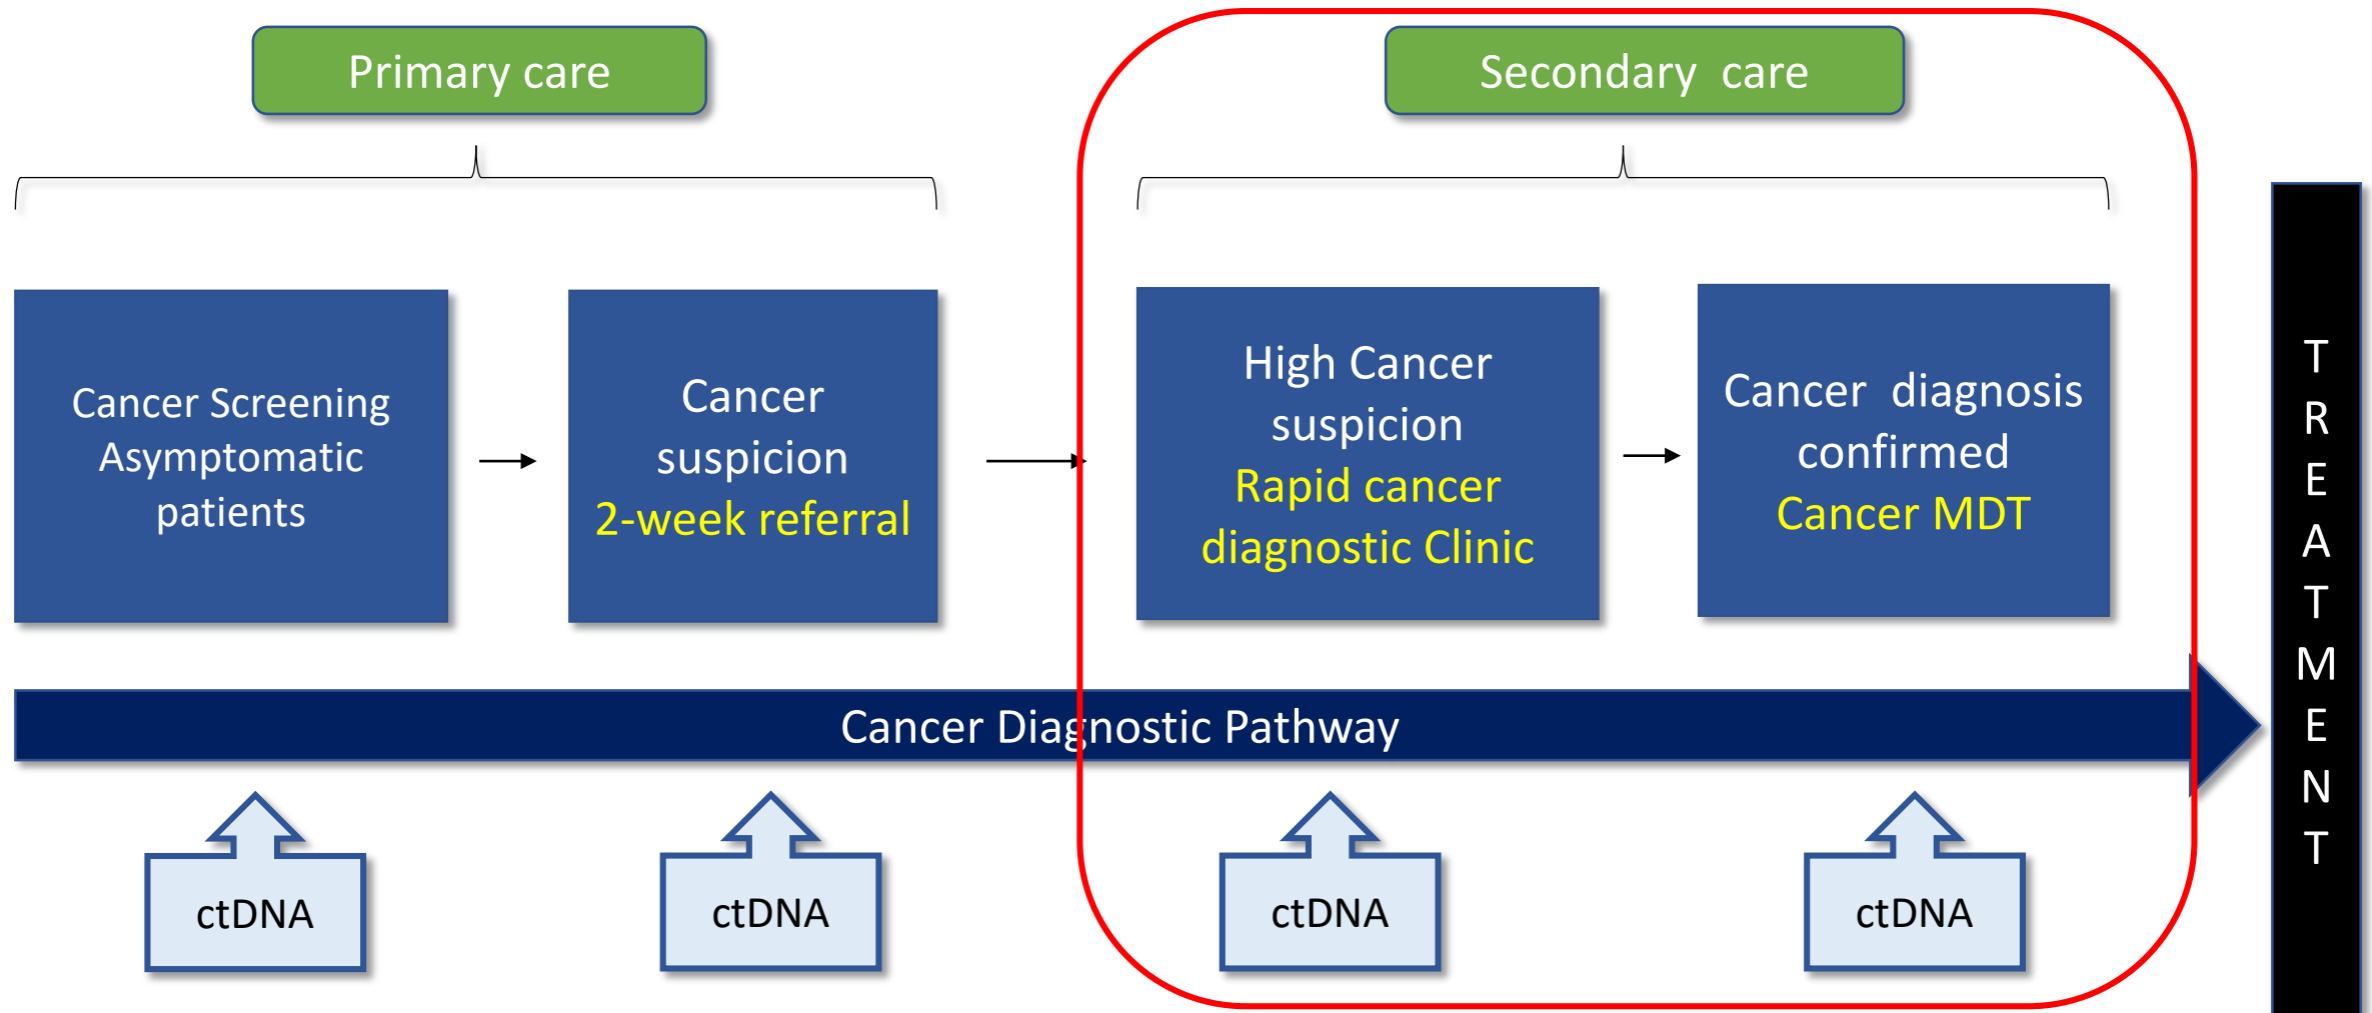 Primary care
Secondary care
Cancer Screening
Asymptomatic
patients
Cancer
suspicion
2-week referral
High Cancer
suspicion
Rapid cancer
diagnostic Clinic
Cancer diagnosis
confirmed
Cancer MDT
TREATMENT
Cancer Diagnostic Pathway
ctDNA
ctDNA
ctDNA
ctDNA